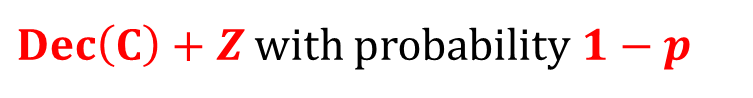 Dec(C) + Z with probability 1 − p